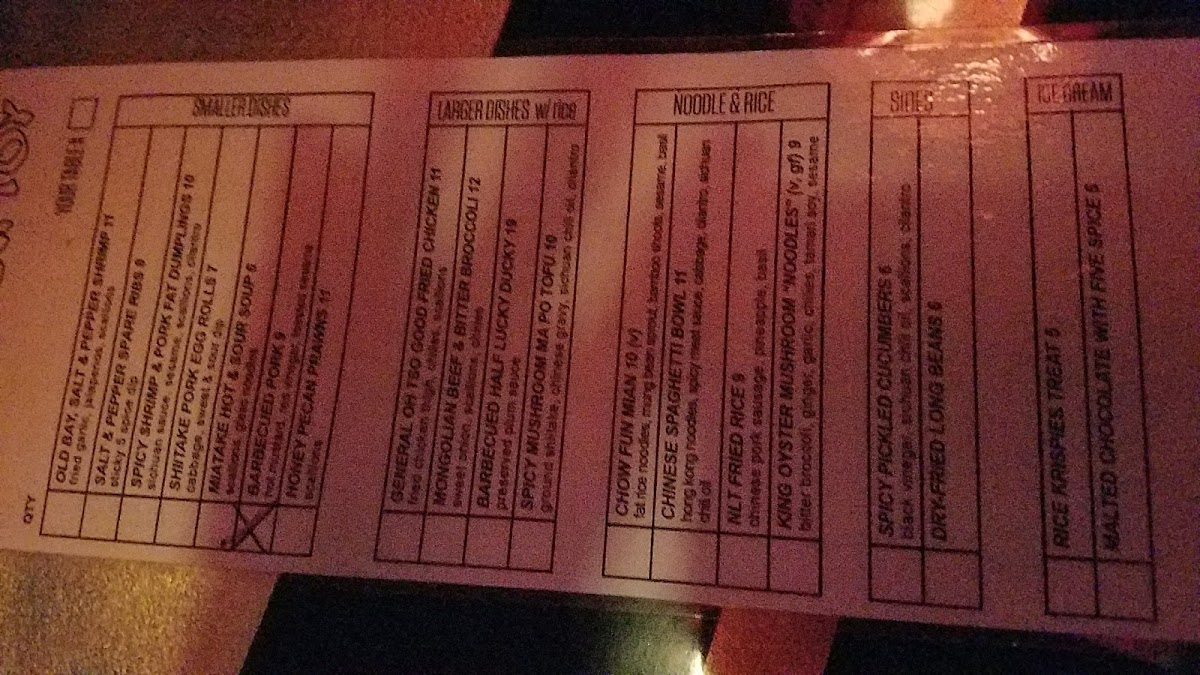 YOUR TABLE #
QTY
SMALLER DISHES
OLD BAY, SALT & PEPPER SHRIMP 11
fried garlic, jalapenos, scallions
SALT & PEPPER SPARE RIBS 9
sticky 5 spice dip
SPICY SHRIMP & PORK FAT DUMPLINGS 10
sichuan sauce, sesame, scallions, cilantro
SHIITAKE PORK EGG ROLLS 7
cabbage, sweet & sour dip
MIATAKE HOT & SOUR SOUP 6
scallions, glass noodles
BARBECUED PORK 9
hot mustard, red vinegar, toasted sesame
HONEY PECAN PRAWNS 11
scallions
LARGER DISHES w/ rice
GENERAL OH TSO GOOD FRIED CHICKEN 11
fried chicken thigh, chilies, scallions
MONGOLIAN BEEF & BITTER BROCCOLI 12
sweet onion, scallions, chilies
BARBECUED HALF LUCKY DUCKY 19
preserved plum sauce
SPICY MUSHROOM MA PO TOFU 10
ground shiitake, chinese gravy, sichuan chili oil, cilantro
NOODLE & RICE
CHOW FUN MIAN 10 (v)
fat rice noodles, mung bean sprout, bamboo shoots, sesame, basil
CHINESE SPAGHETTI BOWL 11
hong kong noodles, spicy meat sauce, cabbage, cilantro, sichuan
chili oil
NLT FRIED RICE 9
chinese pork sausage, pineapple, basil
KING OYSTER MUSHROOM "NOODLES" (v, gf) 9
bitter broccoli, ginger, garlic, chilies, tamari soy, sesame
SIDES
SPICY PICKLED CUCUMBERS 6
black vinegar, sichuan chili oil, scallions, cilantro
DRY-FRIED LONG BEANS 6
ICE CREAM
RICE KRISPIES TREAT 5
MALTED CHOCOLATE WITH FIVE SPICE 5